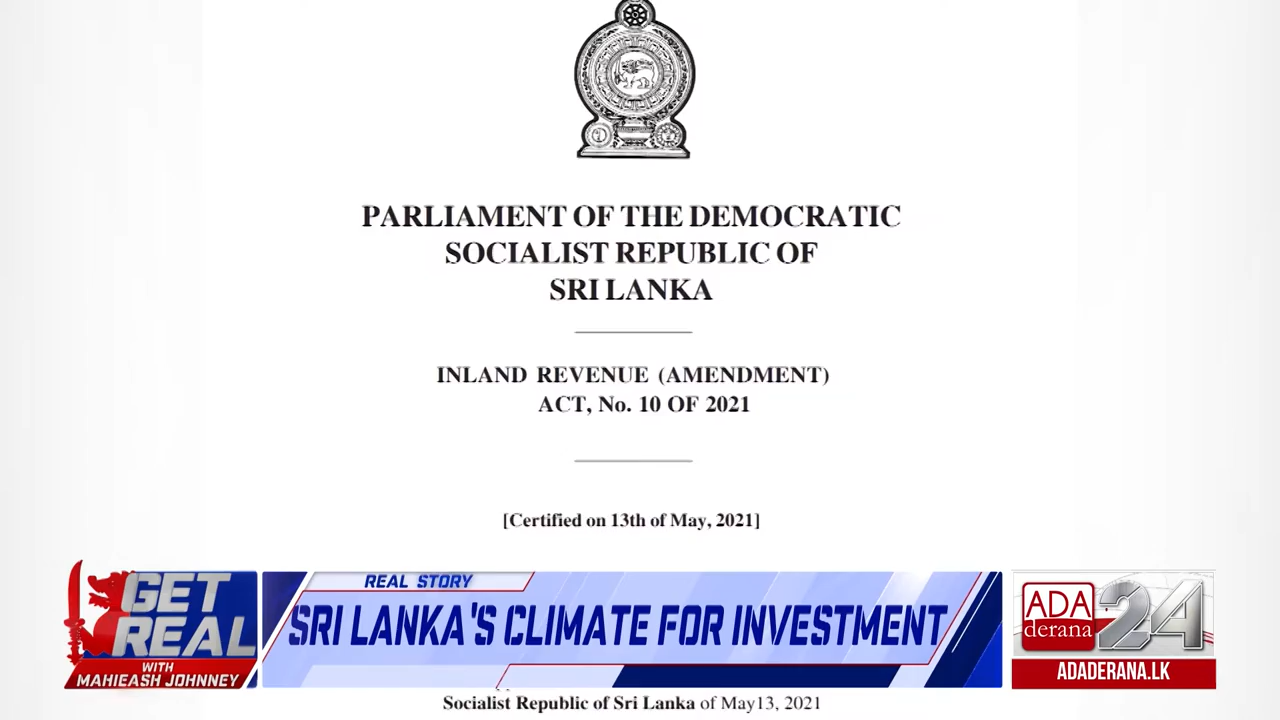 PARLIAMENT OF THE DEMOCRATIC
SOCIALIST REPUBLIC OF
SRI LANKA
INLAND REVENUE (AMENDMENT)
ACT, No. 10 OF 2021
[Certified on 13th of May, 2021]
GET
REAL
WITH
MAHIEASH JOHNNEY
REAL STORY
SRI LANKA'S CLIMATE FOR INVESTMENT
ADA
derana
24
ADADERANA.LK
Socialist Republic of Sri Lanka of May13, 2021